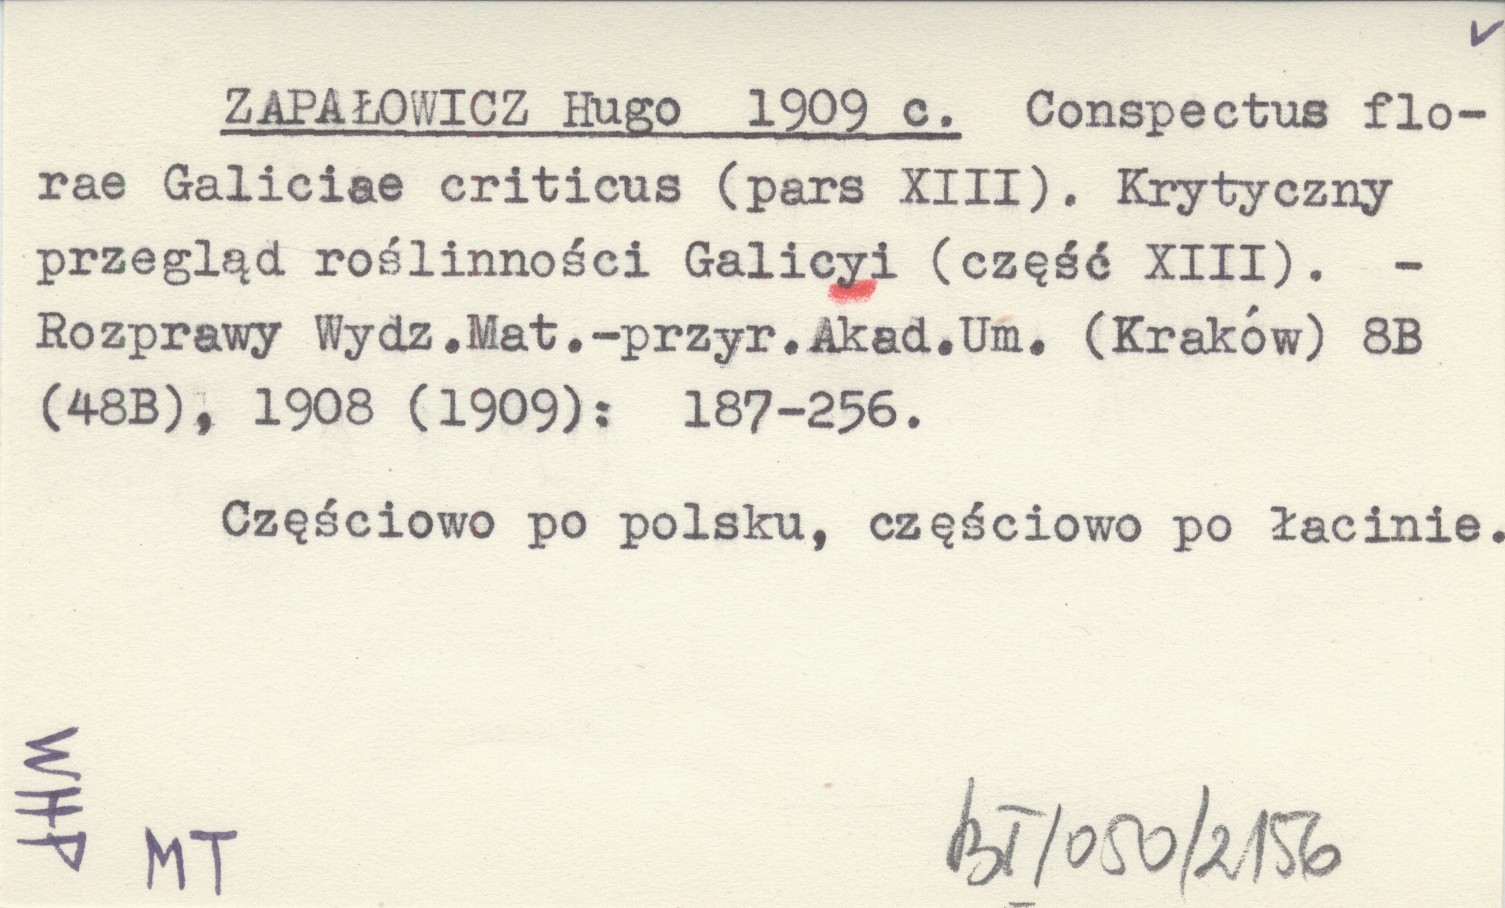 ZAPAŁOWICZ Hugo 1909 c. Conspectus flo-
rae Galiciae criticus (pars XIII). Krytyczny
przegląd roślinności Galicyi (część XIII). -
Rozprawy Wydz.Mat.-przyr.Akad.Um. (Kraków) 8B
(48B), 1908 (1909): 187-256.
Częściowo po polsku, częściowo po łacinie.
WHP
MT
BI/050/2156